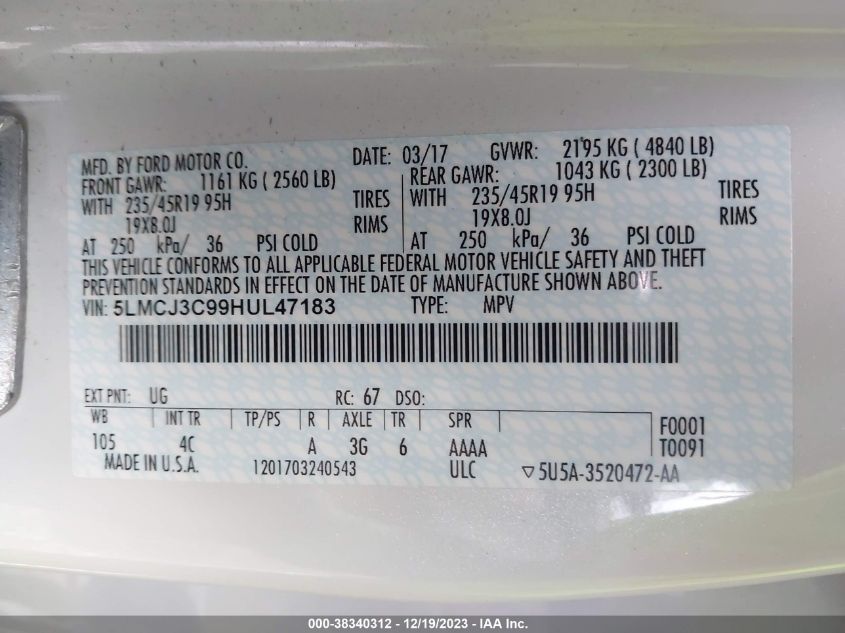 MFD. BY FORD MOTOR CO. DATE: 03/17 GVWR: 2195 KG ( 4840 LB)
FRONT GAWR: 1161 KG ( 2560 LB) REAR GAWR: 1043 KG ( 2300 LB)
WITH 235/45R19 95H TIRES WITH 235/45R19 95H TIRES
19X8.0J RIMS 19X8.0J RIMS
AT 250 kPa/ 36 PSI COLD AT 250 kPa/ 36 PSI COLD
THIS VEHICLE CONFORMS TO ALL APPLICABLE FEDERAL MOTOR VEHICLE SAFETY AND THEFT
PREVENTION STANDARDS IN EFFECT ON THE DATE OF MANUFACTURE SHOWN ABOVE.
VIN: 5LMCJ3C99HUL47183 TYPE: MPV
EXT PNT: UG RC: 67 DSO:
WB INT TR TP/PS R AXLE TR SPR F0001
105 4C A 3G 6 AAAA T0091
MADE IN U.S.A. 1201703240543 ULC ▽5U5A-3520472-AA
000-38340312 - 12/19/2023 - IAA Inc.